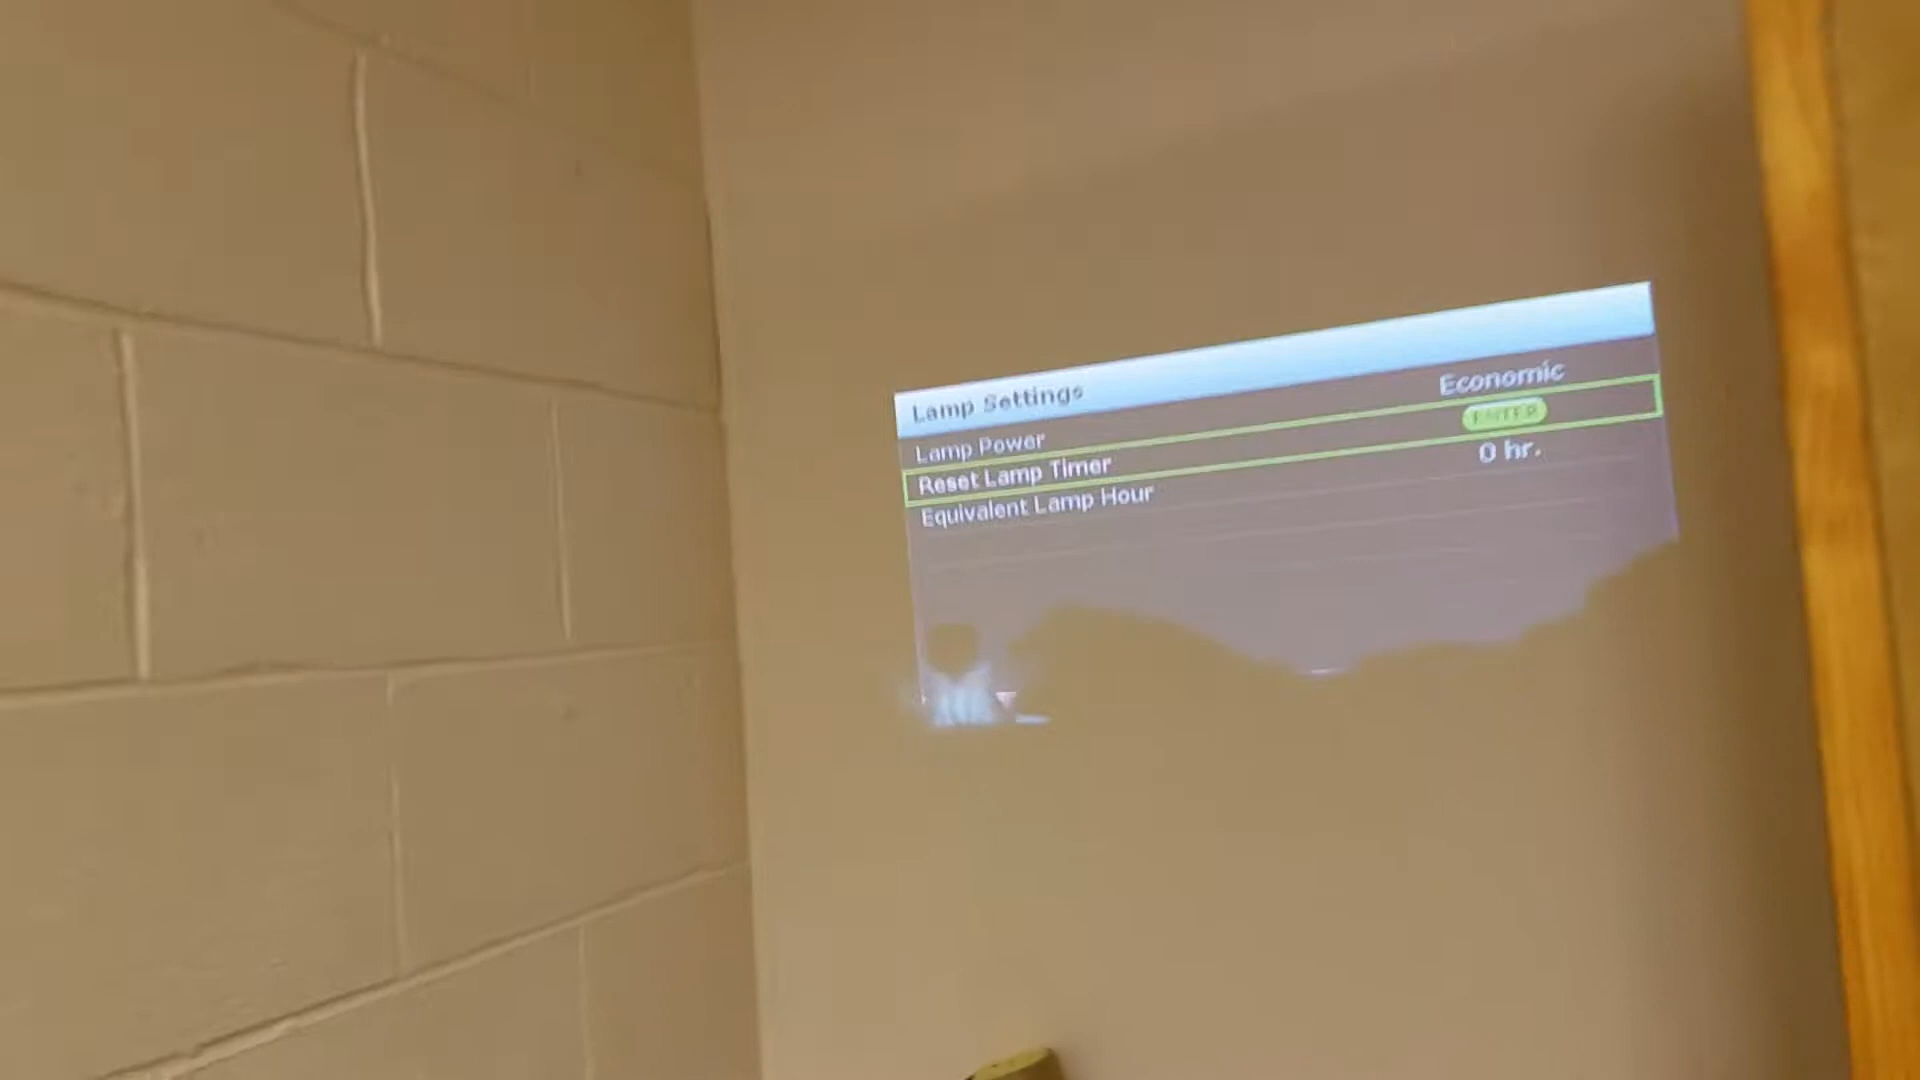 Lamp Settings
Lamp Power Economic
Reset Lamp Timer ENTER
Equivalent Lamp Hour 0 hr.